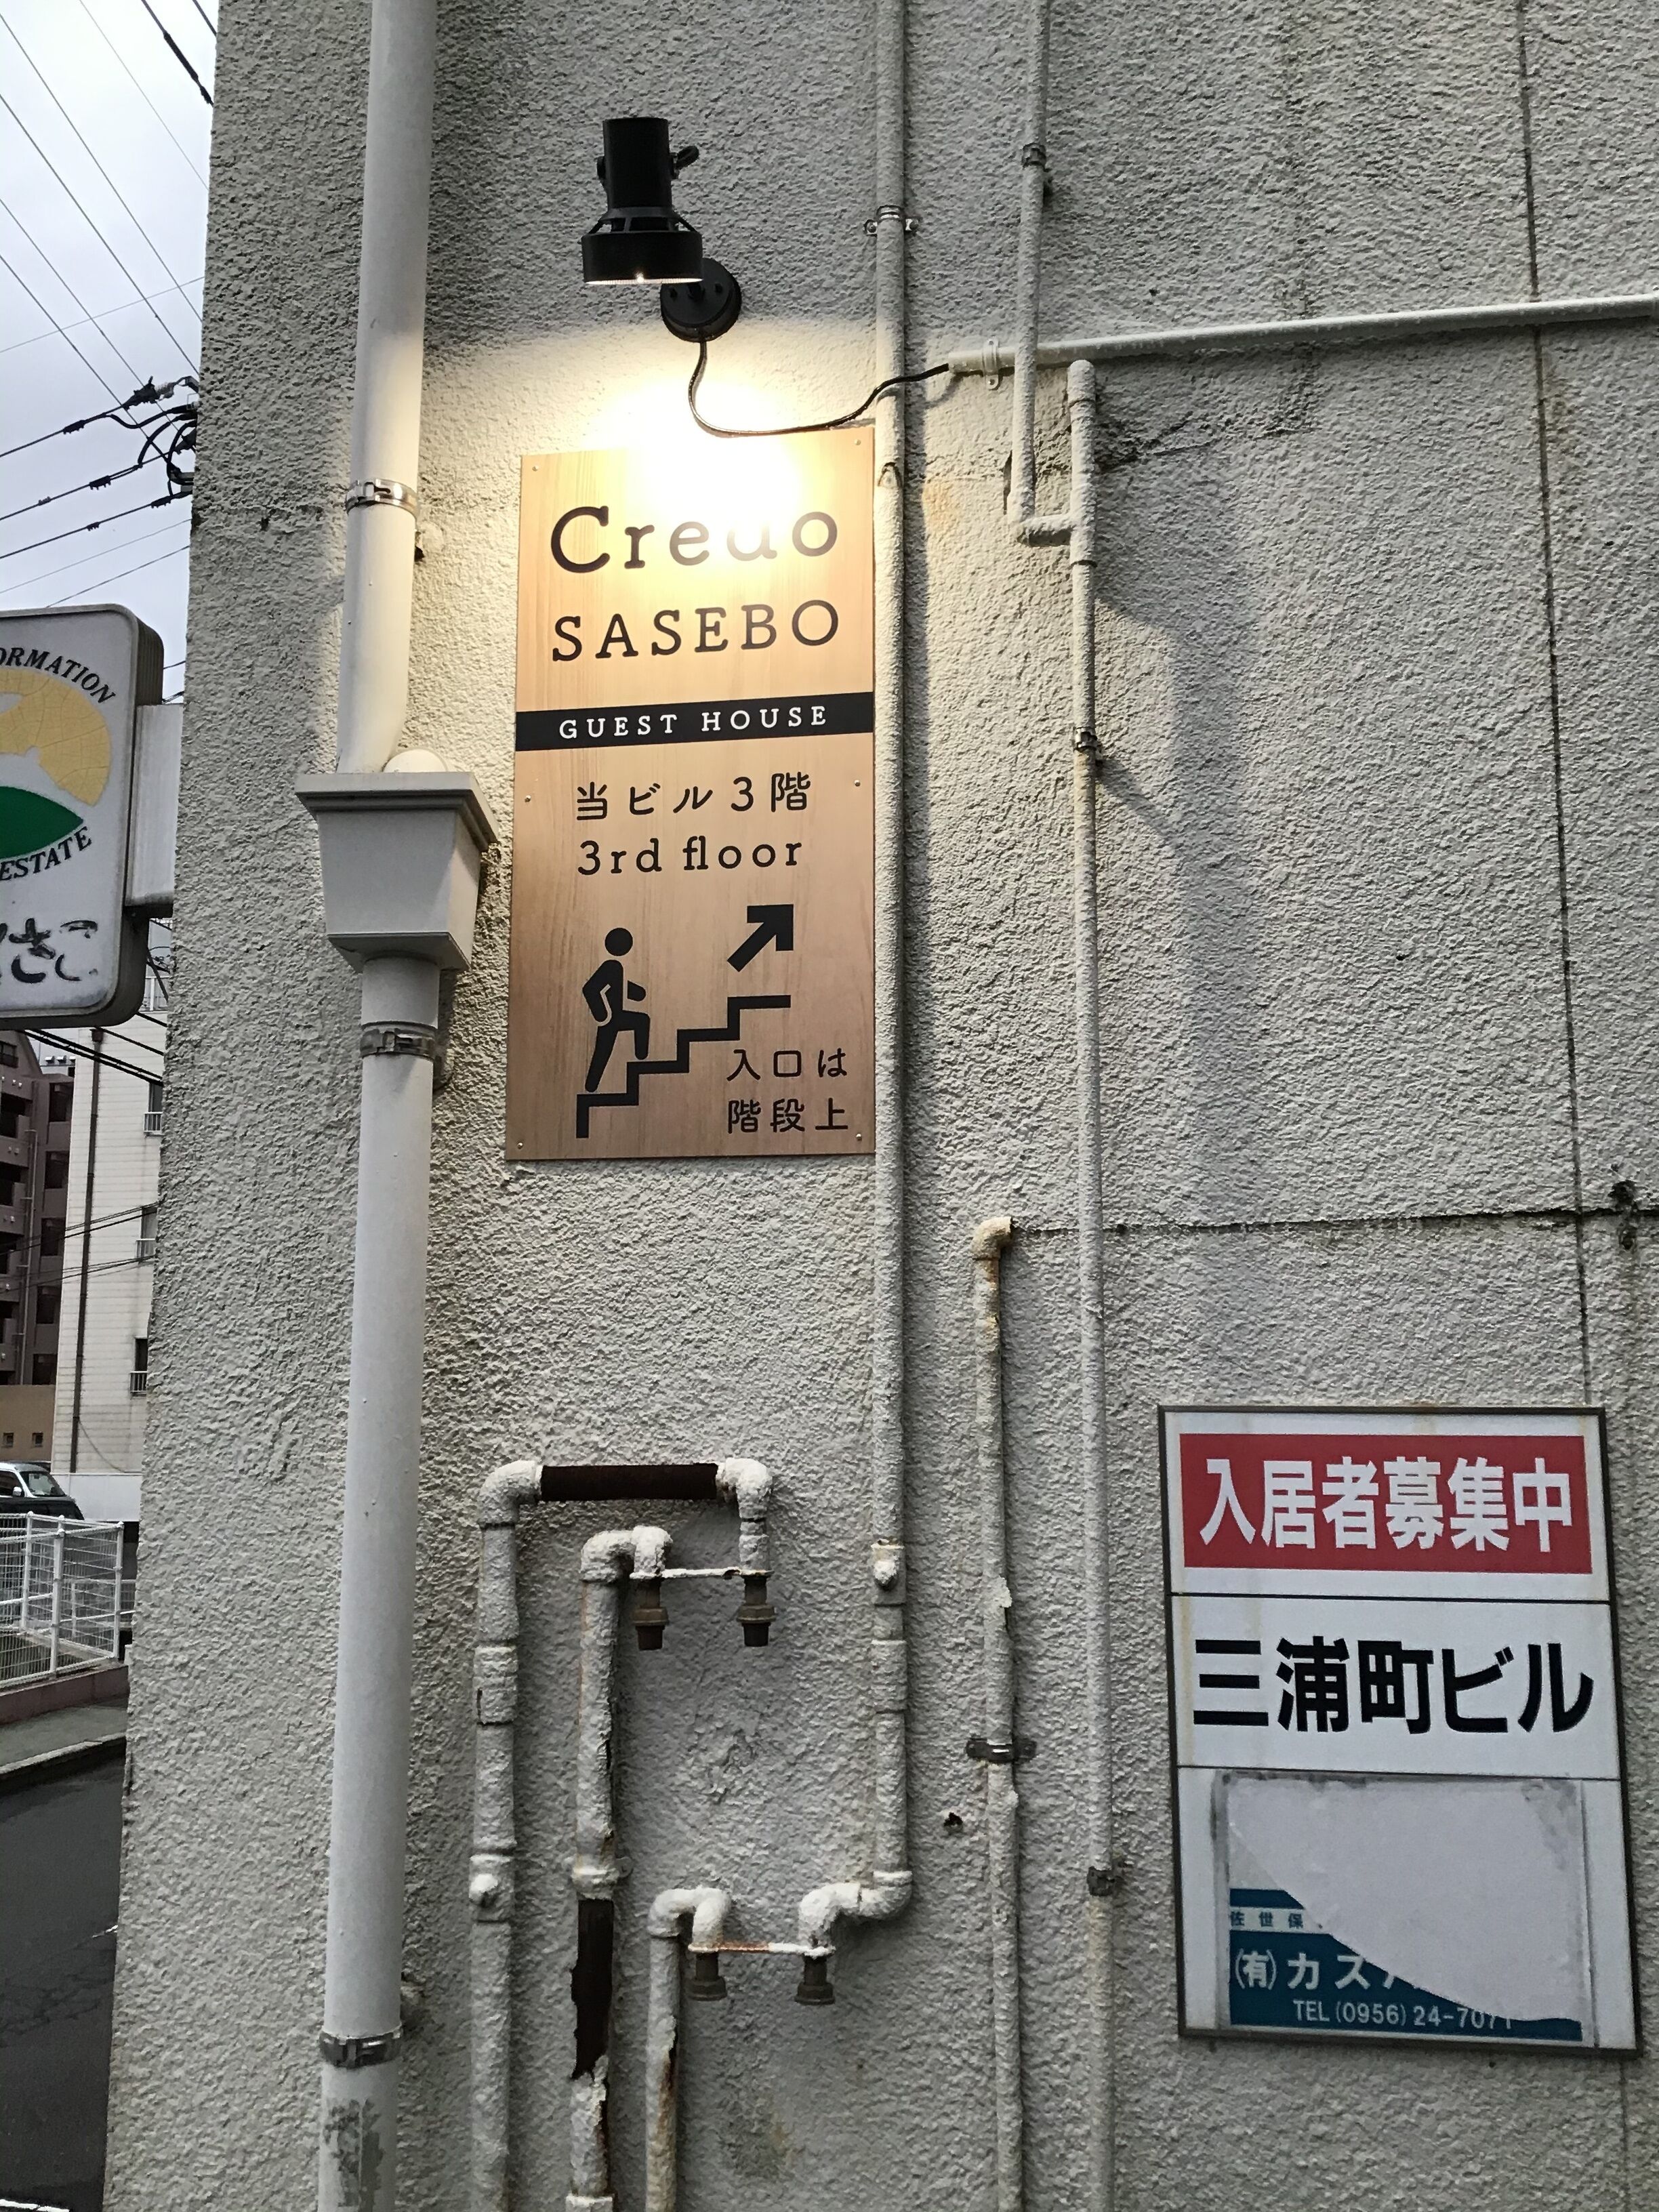 ORMATION
ESTATE
Credo
SASEBO
GUEST HOUSE
当ビル3階
3rd floor
入口は
階段上
入居者募集中
三浦町ビル
佐世保
(有)カス
TEL(0956)24-7071